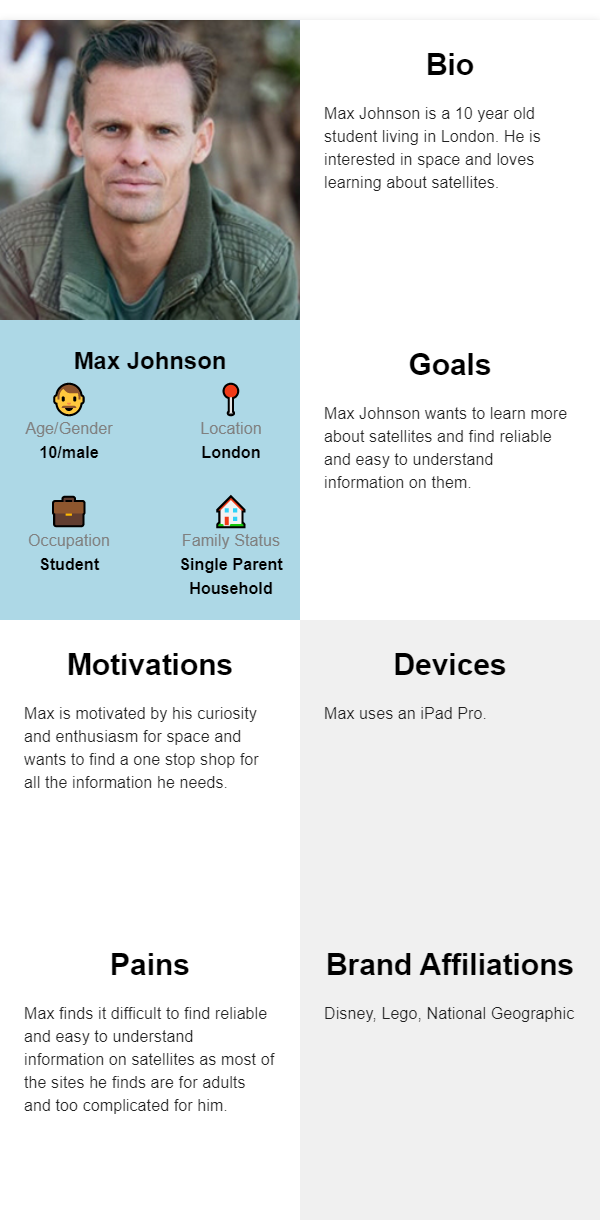 Bio
Max Johnson is a 10 year old
student living in London. He is
interested in space and loves
learning about satellites.
Max Johnson
Age/Gender
10/male
Location
London
Occupation
Student
Family Status
Single Parent
Household
Goals
Max Johnson wants to learn more
about satellites and find reliable
and easy to understand
information on them.
Motivations
Max is motivated by his curiosity
and enthusiasm for space and
wants to find a one stop shop for
all the information he needs.
Devices
Max uses an iPad Pro.
Pains
Max finds it difficult to find reliable
and easy to understand
information on satellites as most of
the sites he finds are for adults
and too complicated for him.
Brand Affiliations
Disney, Lego, National Geographic